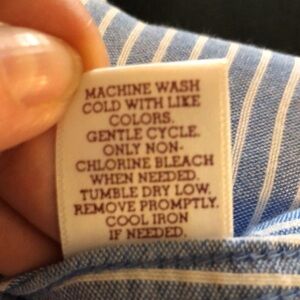 MACHINE WASH
COLD WITH LIKE
COLORS.
GENTLE CYCLE.
ONLY NON-
CHLORINE BLEACH
WHEN NEEDED.
TUMBLE DRY LOW.
REMOVE PROMPTLY.
COOL IRON
IF NEEDED.